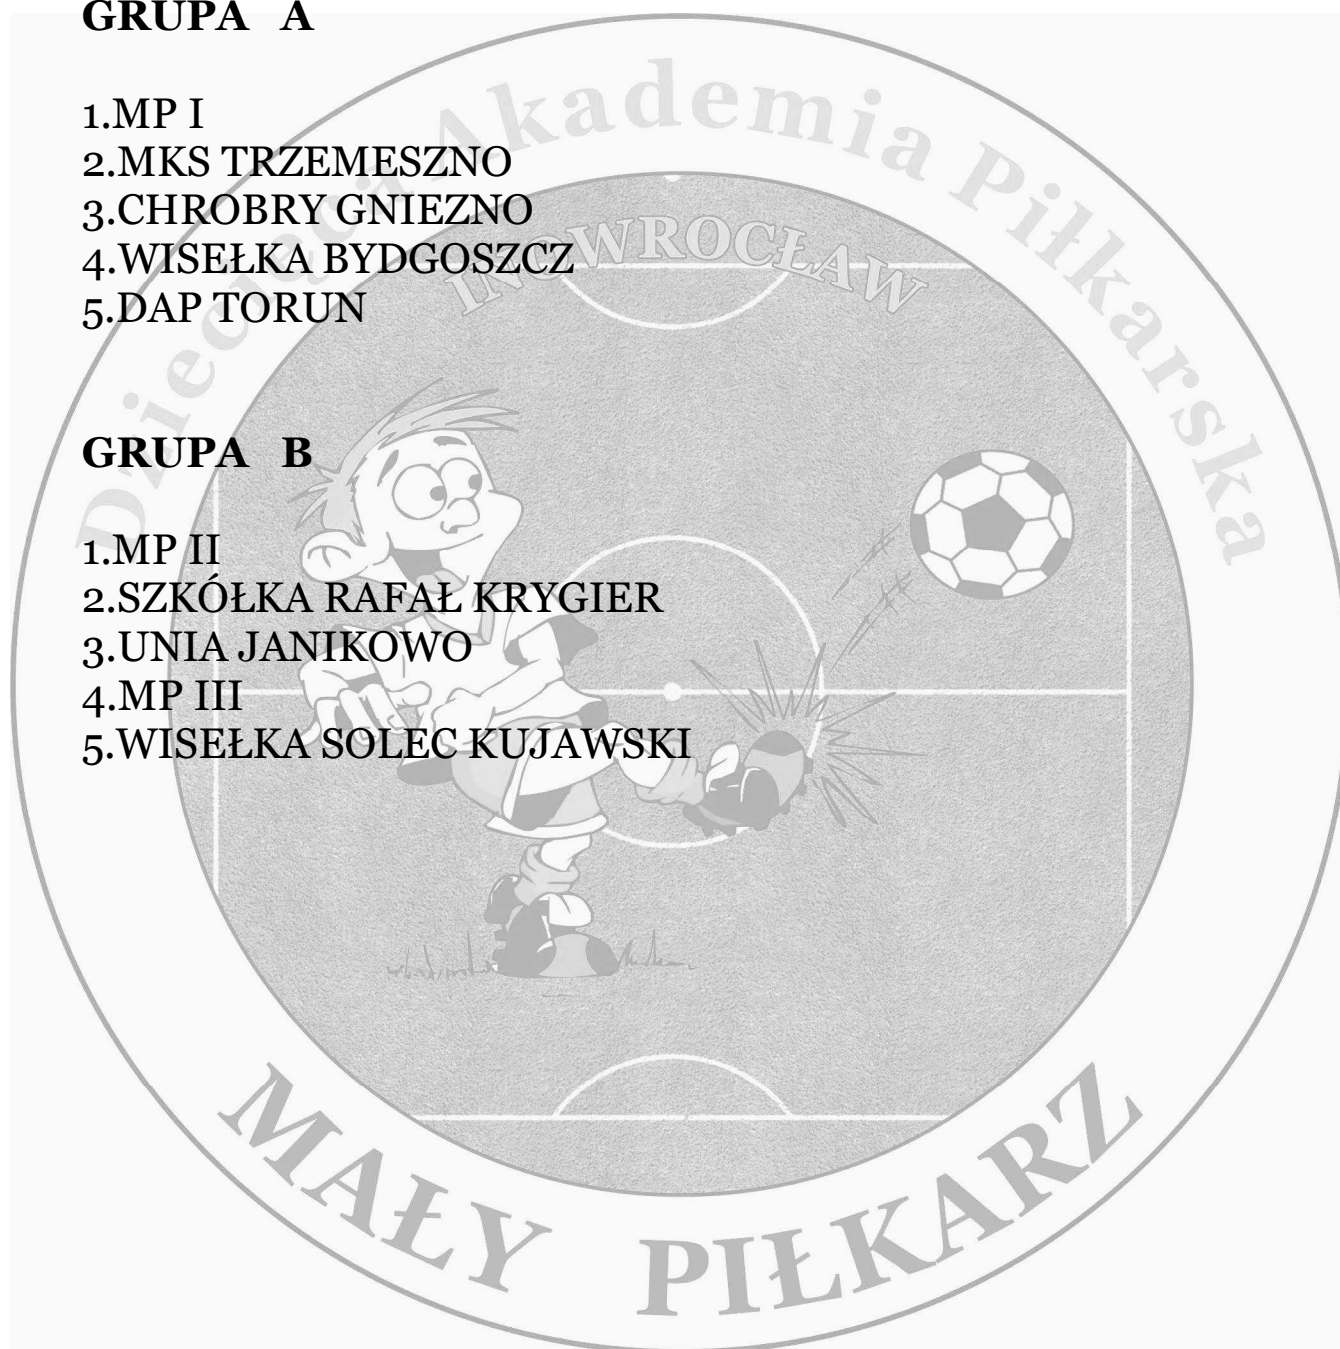 GRUPA A
1.MP I
2.MKS TRZEMESZNO
3.CHROBRY GNIEZNO
4.WISEŁKA BYDGOSZCZ
5.DAP TORUN
GRUPA B
1.MP II
2.SZKÓŁKA RAFAŁ KRYGIER
3.UNIA JANIKOWO
4.MP III
5.WISEŁKA SOLEC KUJAWSKI
Dziecięca Akademia Piłkarska
INOWROCŁAW
MAŁY PIŁKARZ